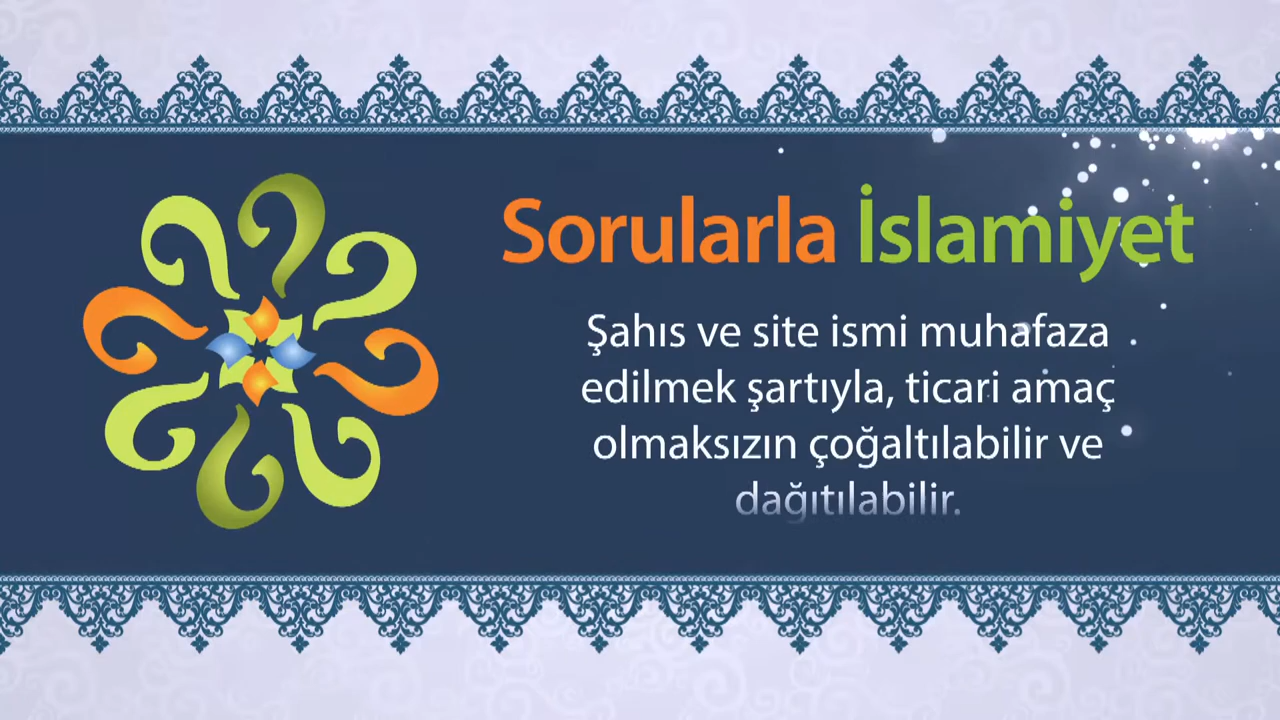 Sorularla İslamiyet
Şahıs ve site ismi muhafaza
edilmek şartıyla, ticari amaç
olmaksızın çoğaltılabilir ve
dağıtılabilir.